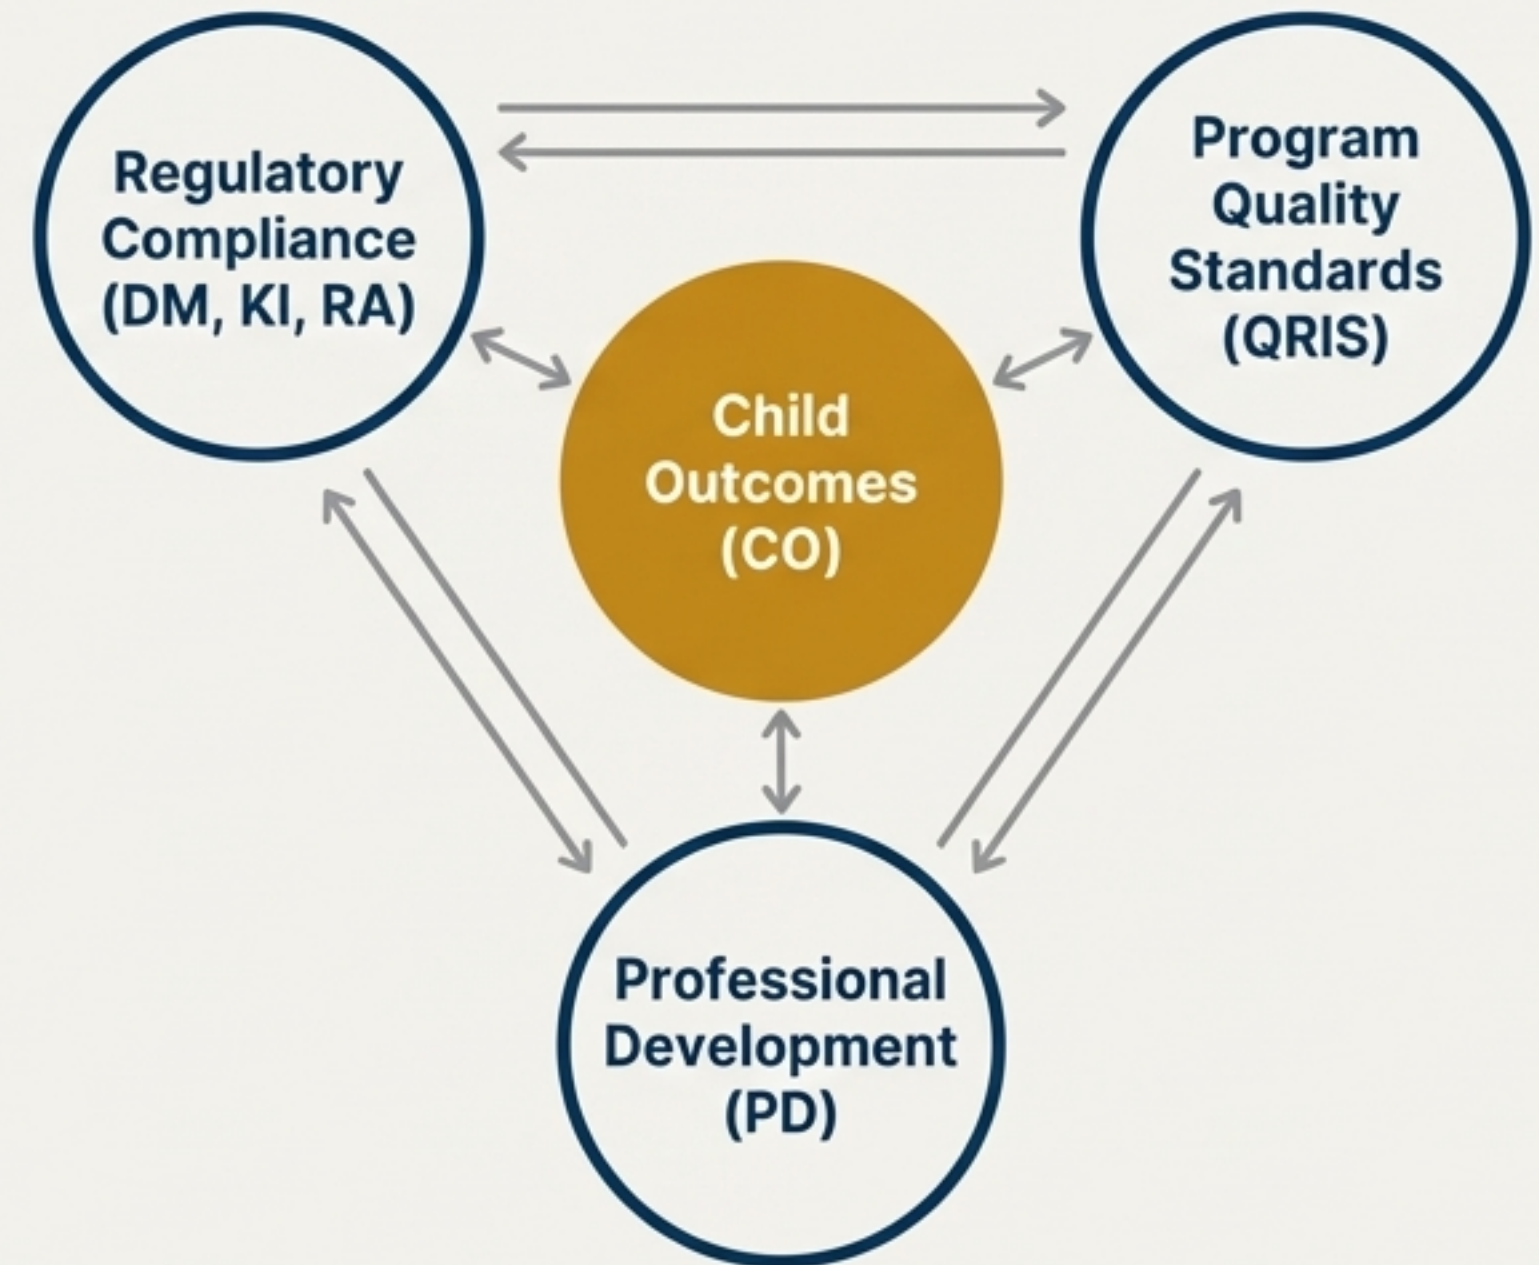 Regulatory
Compliance
(DM, KI, RA)
Program
Quality
Standards
(QRIS)
Child
Outcomes
(CO)
Professional
Development
(PD)